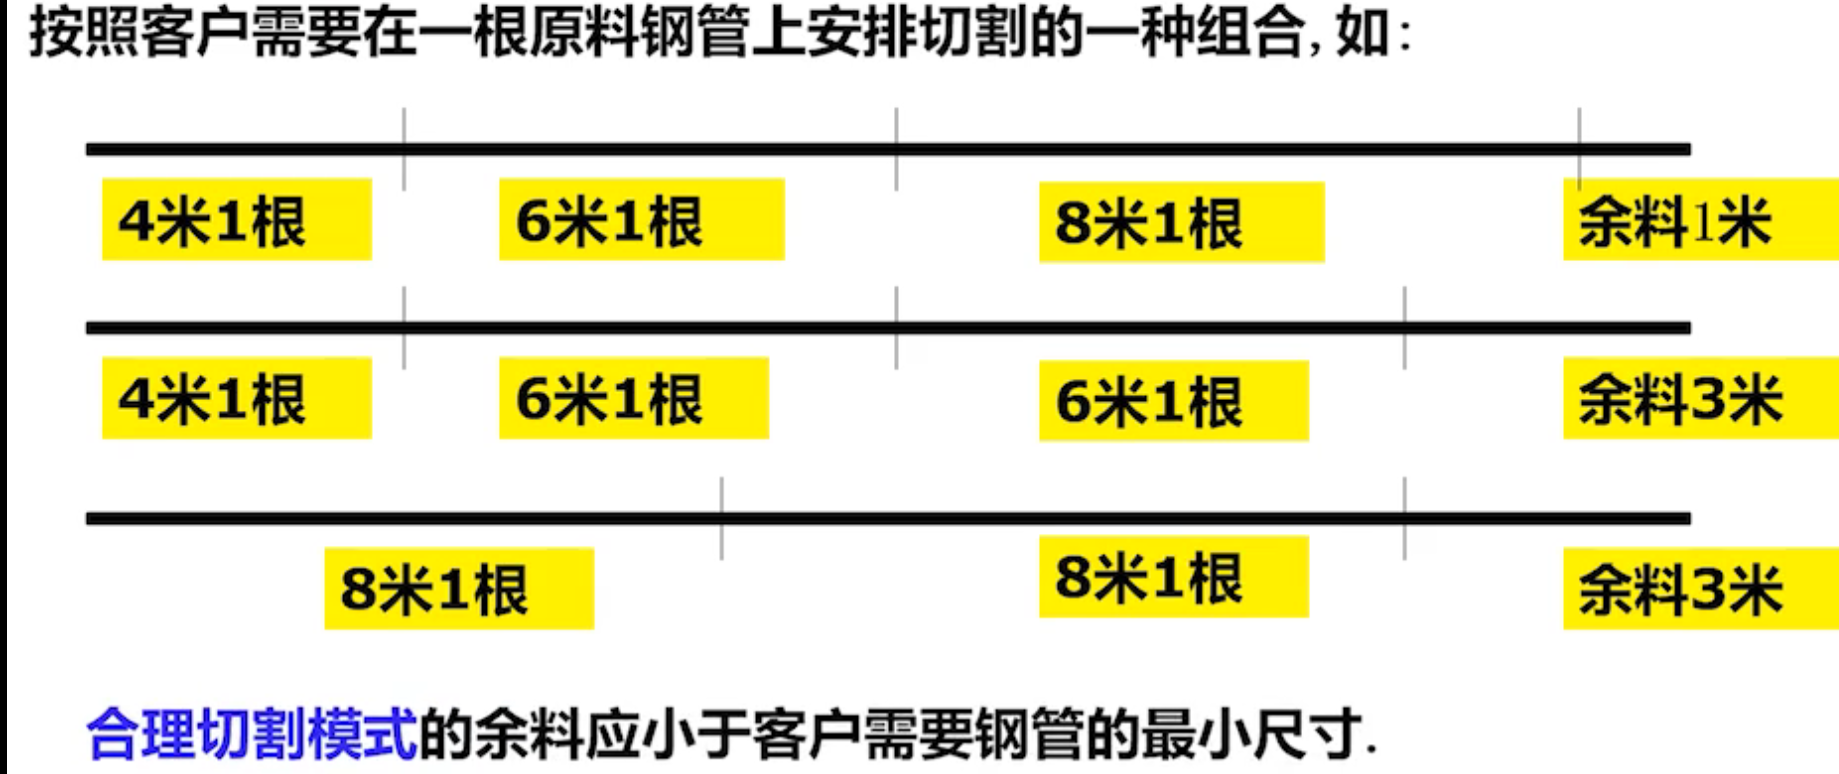 按照客户需要在一根原料钢管上安排切割的一种组合, 如:
4米1根 6米1根 8米1根 余料1米
4米1根 6米1根 6米1根 余料3米
8米1根 8米1根 余料3米
合理切割模式的余料应小于客户需要钢管的最小尺寸.